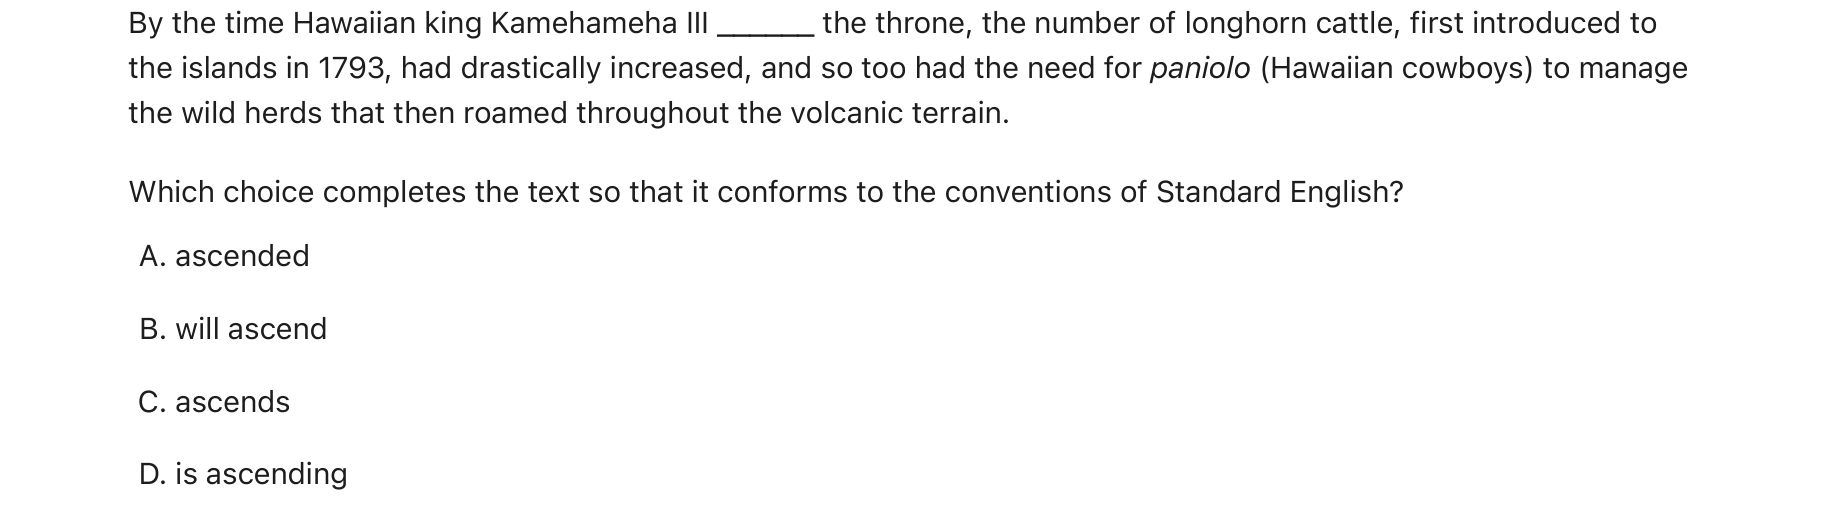 By the time Hawaiian king Kamehameha III ______ the throne, the number of longhorn cattle, first introduced to
the islands in 1793, had drastically increased, and so too had the need for paniolo (Hawaiian cowboys) to manage
the wild herds that then roamed throughout the volcanic terrain.
Which choice completes the text so that it conforms to the conventions of Standard English?
A. ascended
B. will ascend
C. ascends
D. is ascending